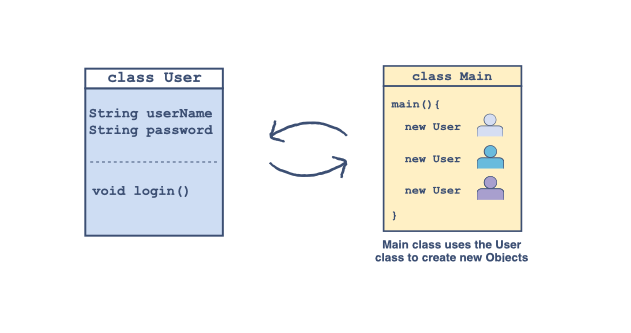 class User
String userName
String password
--------------------
void login()
class Main
main(){
new User
new User
new User
}
Main class uses the User
class to create new Objects